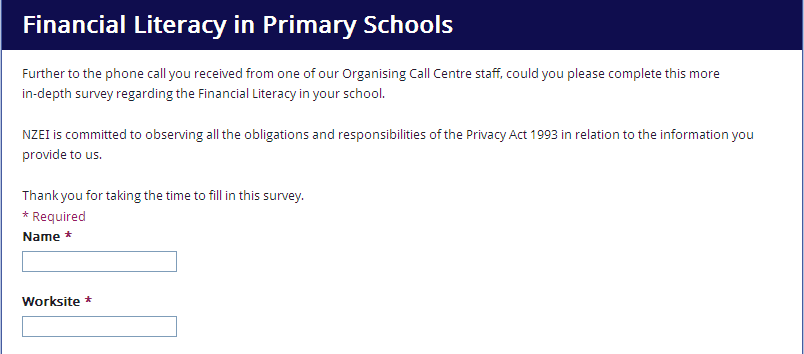 Financial Literacy in Primary Schools
Further to the phone call you received from one of our Organising Call Centre staff, could you please complete this more
in-depth survey regarding the Financial Literacy in your school.
NZEI is committed to observing all the obligations and responsibilities of the Privacy Act 1993 in relation to the information you
provide to us.
Thank you for taking the time to fill in this survey.
* Required
Name *
Worksite *